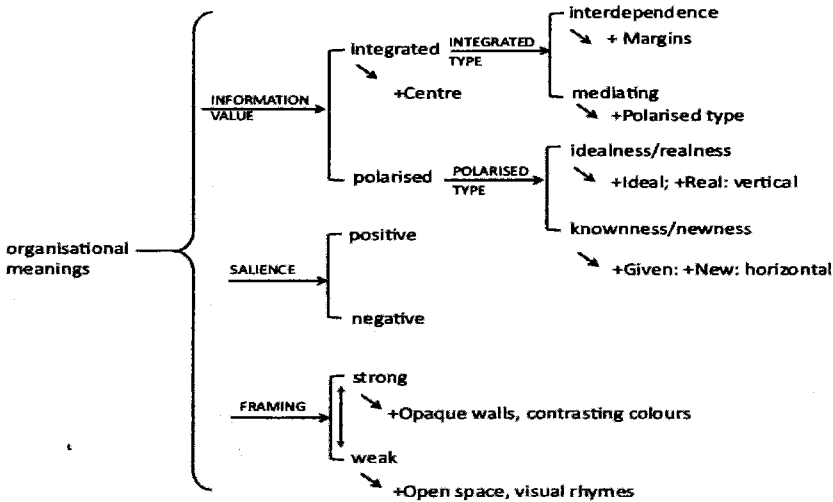 interdependence
integrated
INTEGRATED
TYPE
+ Margins
+Centre
mediating
INFORMATION
VALUE
+Polarised type
idealness/realness
polarised
POLARISED
TYPE
+Ideal; +Real: vertical
knownness/newness
positive
organisational
meanings
SALIENCE
+Given: +New: horizontal
negative
strong
FRAMING
+Opaque walls, contrasting colours
weak
+Open space, visual rhymes